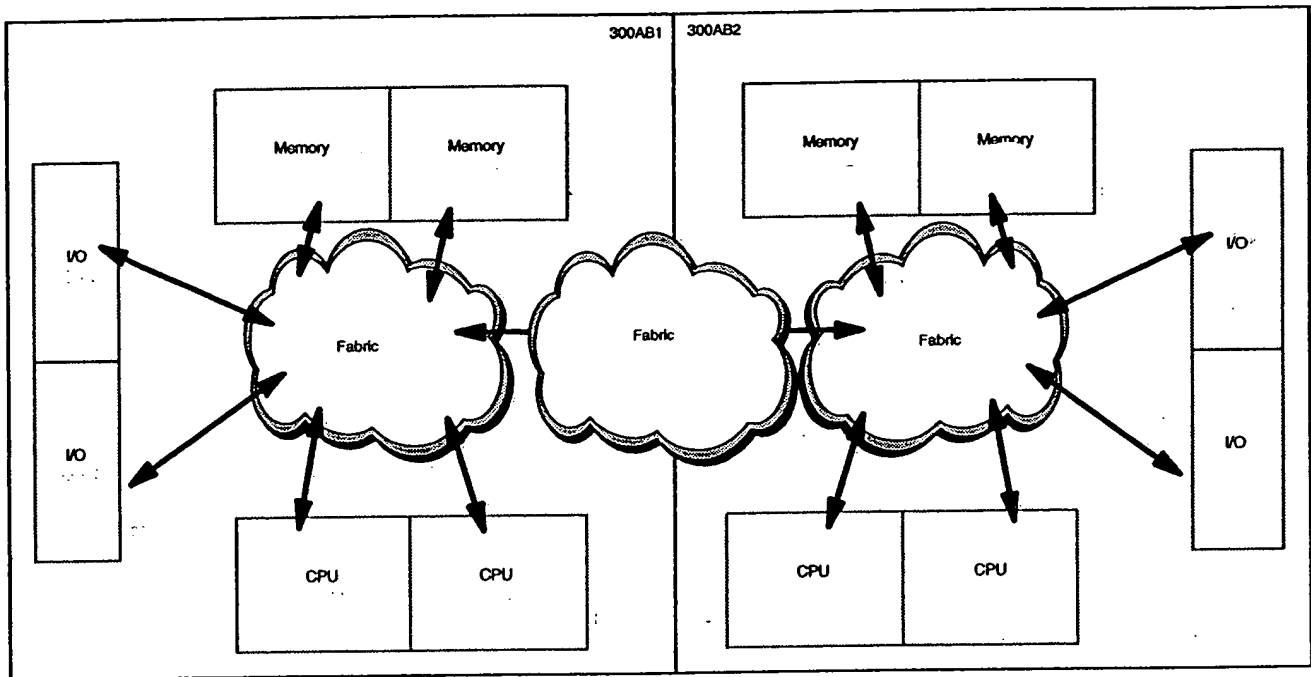 300AB1 300AB2
Memory Memory Memory Memory
I/O I/O
Fabric Fabric Fabric
I/O I/O
CPU CPU CPU CPU